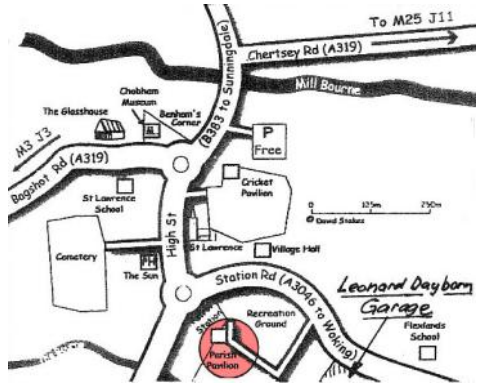 To M25 J11
Chertsey Rd (A319)
Mill Bourne
(B383 to Sunningdale)
Chobham
Museum
Benham's
Corner
The Glasshouse
M3 J3
Bagshot Rd (A319)
P
Free
M
St Lawrence
School
Cricket
Pavilion
0 125m 250m
© David Stokes
High St
St Lawrence
Village Hall
Cemetery
PH
The Sun
Station Rd (A3046 to Woking)
Leonard Dayborn
Garage
Recreation
Ground
Flexlands
School
Station
Parish
Pavilion